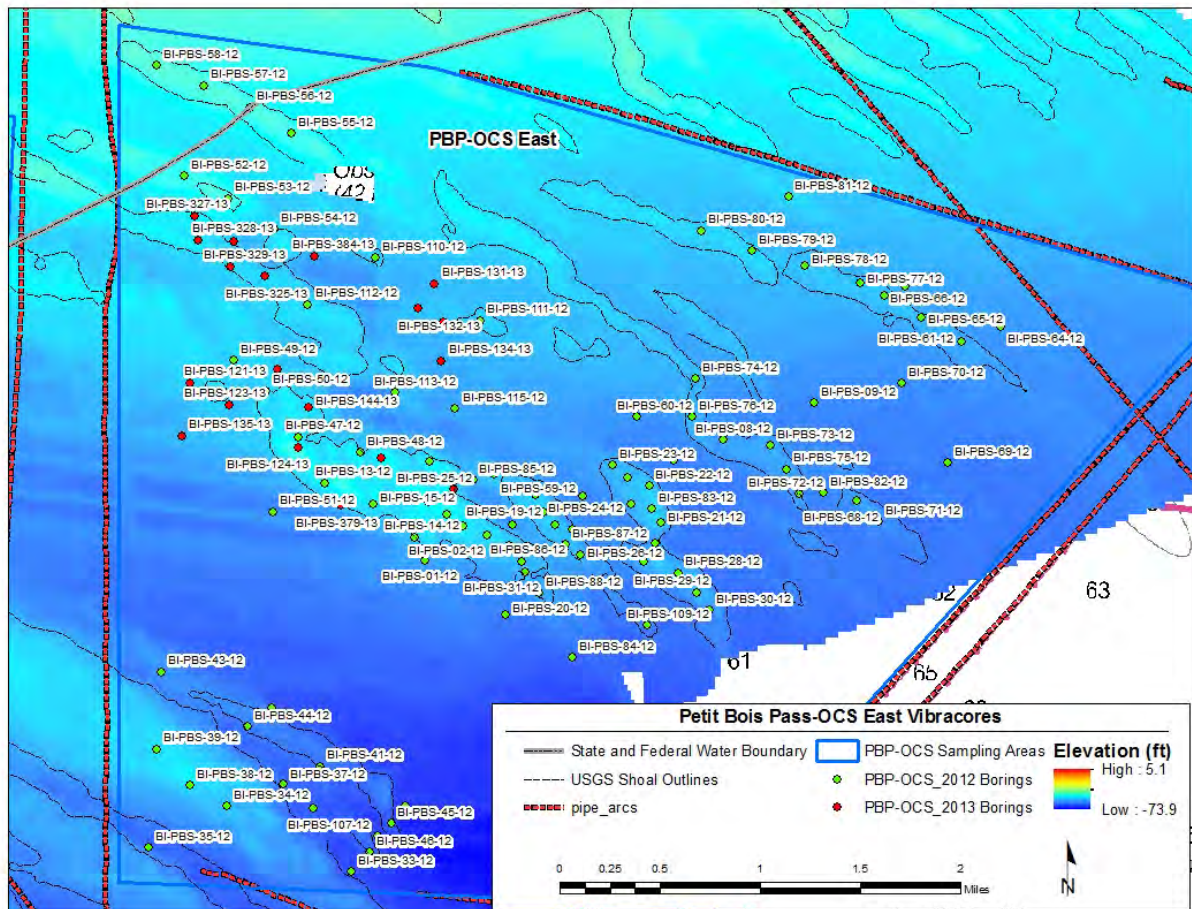 BI-PBS-58-12
BI-PBS-57-12
BI-PBS-56-12
BI-PBS-55-12
PBP-OCS East
BI-PBS-52-12
BI-PBS-53-12
BI-PBS-81-12
BI-PBS-327-13
BI-PBS-54-12
BI-PBS-80-12
BI-PBS-328-13
BI-PBS-384-13
BI-PBS-110-12
BI-PBS-79-12
BI-PBS-329-13
BI-PBS-78-12
BI-PBS-131-13
BI-PBS-325-13
BI-PBS-112-12
BI-PBS-77-12
BI-PBS-66-12
BI-PBS-111-12
BI-PBS-132-13
BI-PBS-65-12
BI-PBS-61-12
BI-PBS-64-12
BI-PBS-49-12
BI-PBS-134-13
BI-PBS-121-13
BI-PBS-50-12
BI-PBS-113-12
BI-PBS-74-12
BI-PBS-70-12
BI-PBS-123-13
BI-PBS-144-13
BI-PBS-115-12
BI-PBS-60-12
BI-PBS-76-12
BI-PBS-09-12
BI-PBS-135-13
BI-PBS-47-12
BI-PBS-08-12
BI-PBS-73-12
BI-PBS-48-12
BI-PBS-23-12
BI-PBS-75-12
BI-PBS-69-12
BI-PBS-124-13
BI-PBS-13-12
BI-PBS-25-12
BI-PBS-85-12
BI-PBS-22-12
BI-PBS-72-12
BI-PBS-82-12
BI-PBS-51-12
BI-PBS-15-12
BI-PBS-59-12
BI-PBS-83-12
BI-PBS-68-12
BI-PBS-71-12
BI-PBS-379-13
BI-PBS-14-12
BI-PBS-19-12
BI-PBS-24-12
BI-PBS-21-12
BI-PBS-87-12
BI-PBS-02-12
BI-PBS-86-12
BI-PBS-26-12
BI-PBS-01-12
BI-PBS-28-12
BI-PBS-31-12
BI-PBS-88-12
BI-PBS-29-12
BI-PBS-20-12
BI-PBS-109-12
BI-PBS-30-12
63
BI-PBS-84-12
61
65
BI-PBS-43-12
BI-PBS-44-12
BI-PBS-39-12
BI-PBS-41-12
BI-PBS-38-12
BI-PBS-37-12
BI-PBS-34-12
BI-PBS-107-12
BI-PBS-45-12
BI-PBS-35-12
BI-PBS-46-12
BI-PBS-33-12
Petit Bois Pass-OCS East Vibracores
State and Federal Water Boundary
USGS Shoal Outlines
pipe_arcs
PBP-OCS Sampling Areas
PBP-OCS_2012 Borings
PBP-OCS_2013 Borings
Elevation (ft)
High : 5.1
Low : -73.9
0 0.25 0.5 1 1.5 2
Miles
N